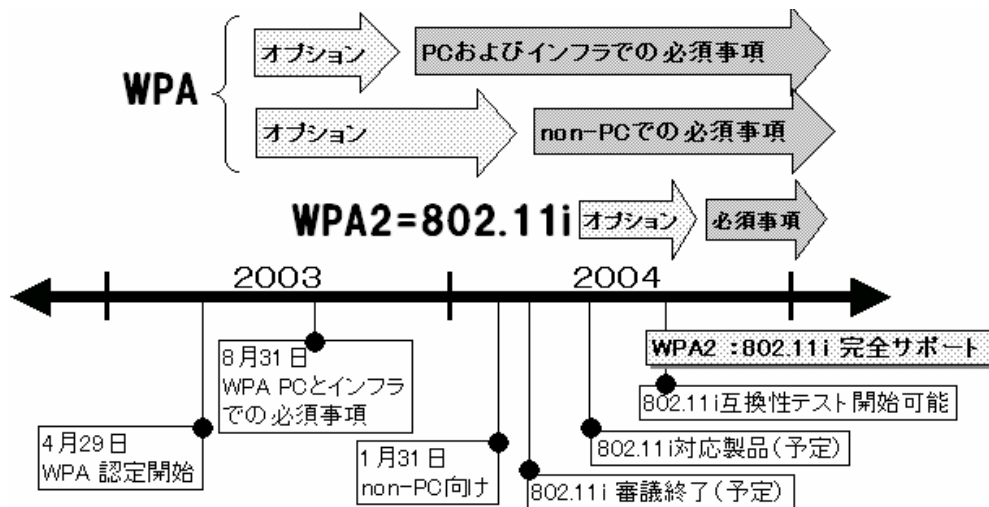 オプション
PCおよびインフラでの必須事項
WPA
オプション
non-PCでの必須事項
WPA2=802.11i
オプション
必須事項
2003
2004
WPA2：802.11i 完全サポート
8月31日
WPA PCとインフラ
での必須事項
802.11i互換性テスト開始可能
4月29日
WPA 認定開始
1月31日
non-PC向け
802.11i対応製品(予定)
802.11i 審議終了(予定)